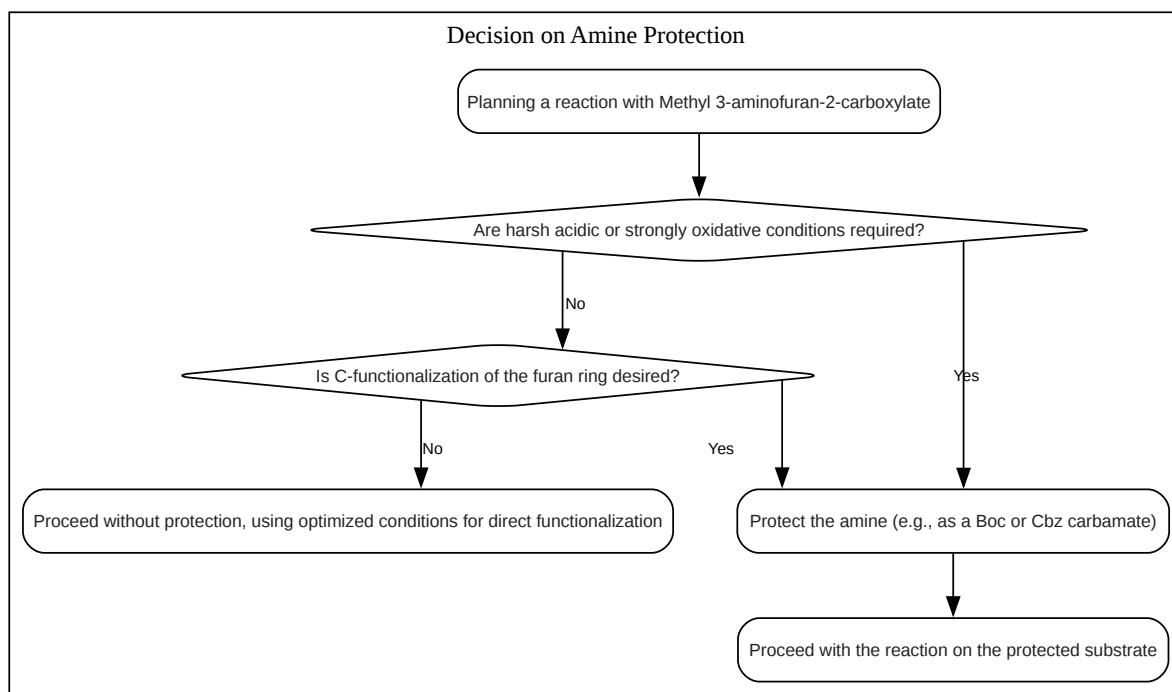 Decision on Amine Protection
Planning a reaction with Methyl 3-aminofuran-2-carboxylate
Are harsh acidic or strongly oxidative conditions required?
No
Is C-functionalization of the furan ring desired?
Yes
No
Yes
Proceed without protection, using optimized conditions for direct functionalization
Protect the amine (e.g., as a Boc or Cbz carbamate)
Proceed with the reaction on the protected substrate